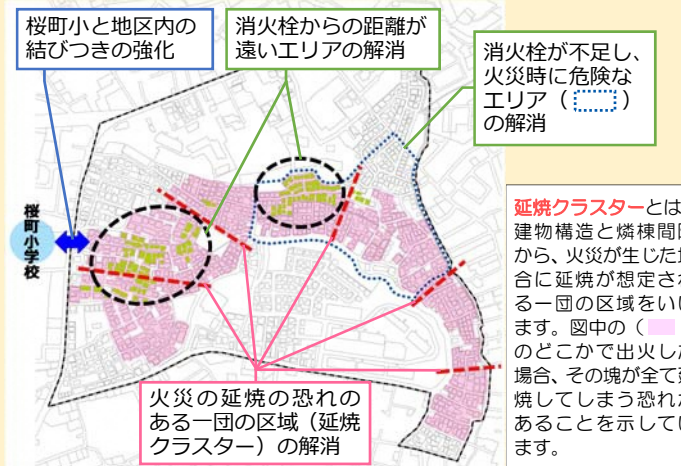 桜町小と地区内の
結びつきの強化
消火栓からの距離が
遠いエリアの解消
消火栓が不足し、
火災時に危険な
エリア（　　）
の解消
桜町小学校
火災の延焼の恐れの
ある一団の区域（延焼
クラスター）の解消
延焼クラスターとは
建物構造と燐棟間
から、火災が生じた
合に延焼が想定さ
る一団の区域をい
ます。図中の（　　
のどこかで出火し
場合、その塊が全て
焼してしまう恐れ
あることを示してい
ます。